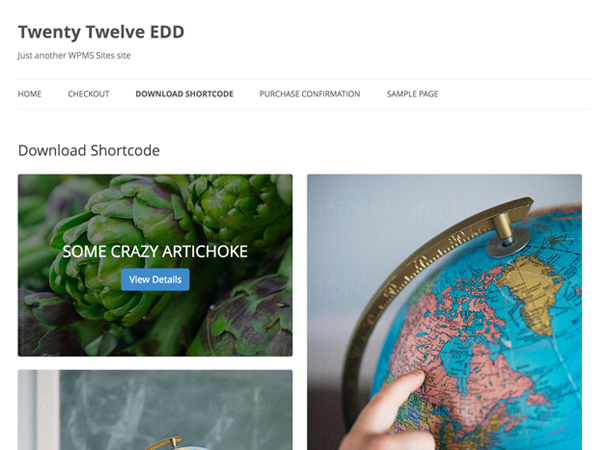 Twenty Twelve EDD
Just another WPMS Sites site
HOME CHECKOUT DOWNLOAD SHORTCODE PURCHASE CONFIRMATION SAMPLE PAGE
Download Shortcode
SOME CRAZY ARTICHOKE
View Details